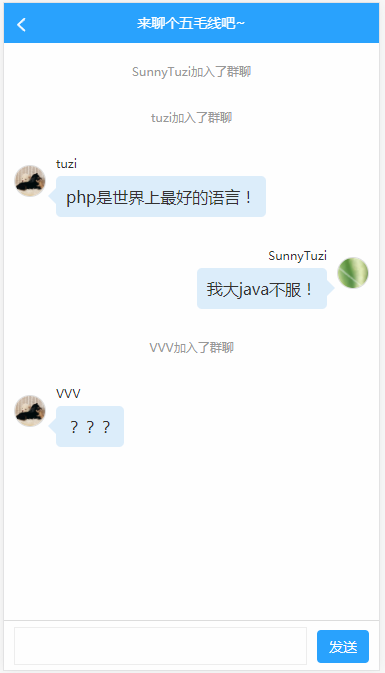 来聊个五毛线吧~
SunnyTuzi加入了群聊
tuzi加入了群聊
tuzi
php是世界上最好的语言！
SunnyTuzi
我大java不服！
VVV加入了群聊
VVV
？？？
发送